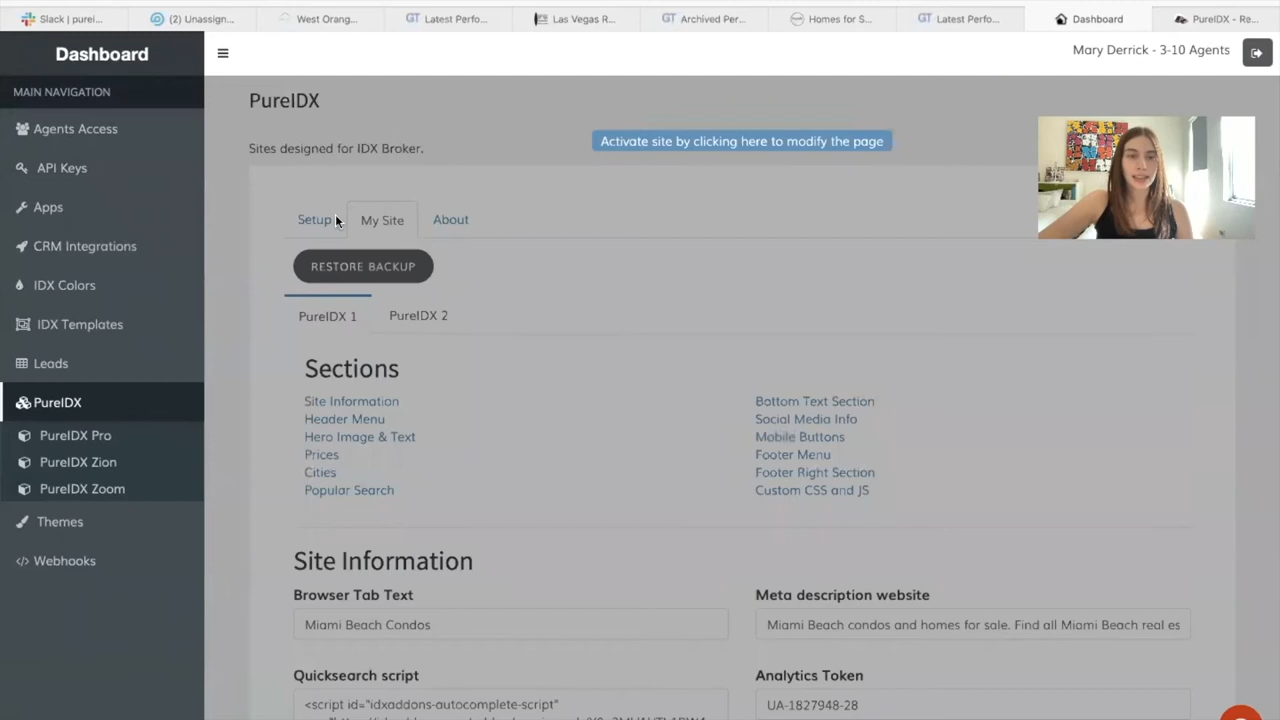 Slack | purei...
(2) Unassign...
West Orang...
Latest Perfo...
Las Vegas R...
Archived Per...
Homes for S...
Latest Perfo...
Dashboard
PureIDX - Re...
Dashboard
Mary Derrick - 3-10 Agents
MAIN NAVIGATION
Agents Access
API Keys
Apps
CRM Integrations
IDX Colors
IDX Templates
Leads
PureIDX
PureIDX Pro
PureIDX Zion
PureIDX Zoom
Themes
Webhooks
PureIDX
Sites designed for IDX Broker.
Activate site by clicking here to modify the page
Setup
My Site
About
RESTORE BACKUP
PureIDX 1
PureIDX 2
Sections
Site Information
Header Menu
Hero Image & Text
Prices
Cities
Popular Search
Bottom Text Section
Social Media Info
Mobile Buttons
Footer Menu
Footer Right Section
Custom CSS and JS
Site Information
Browser Tab Text
Miami Beach Condos
Meta description website
Miami Beach condos and homes for sale. Find all Miami Beach real es
Quicksearch script
<script id="idxaddons-autocomplete-script"
Analytics Token
UA-1827948-28